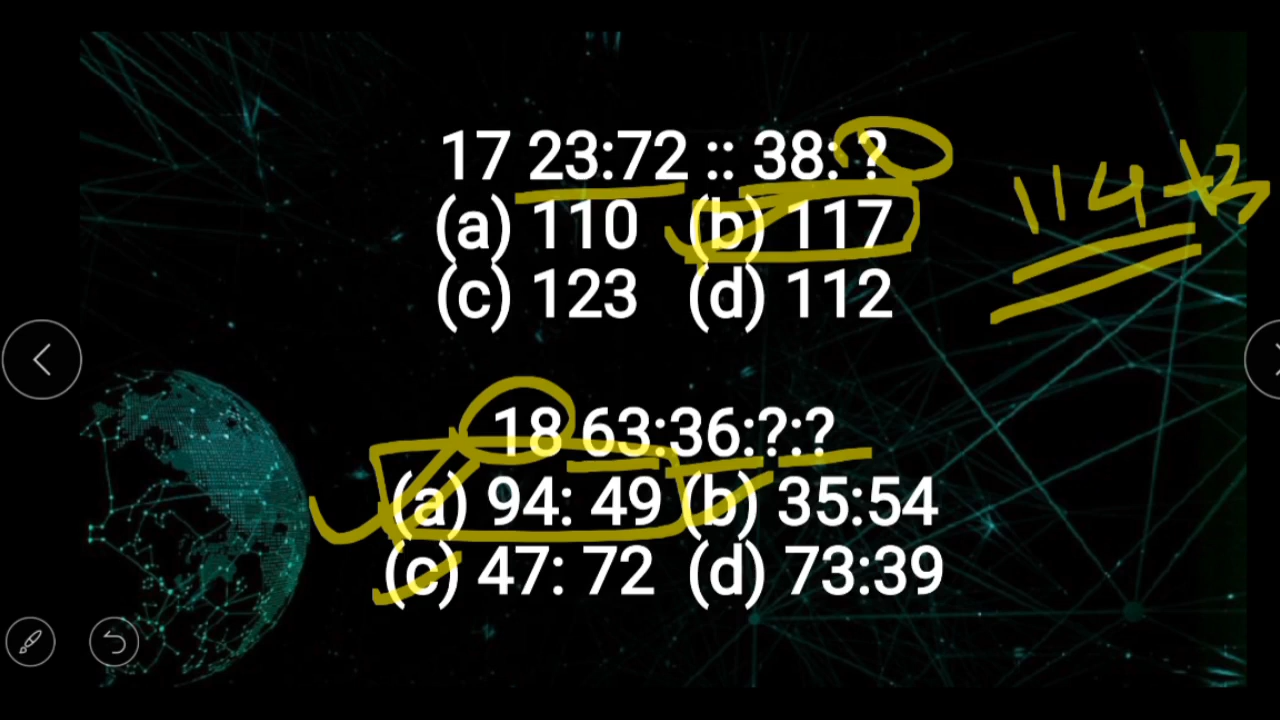 17 23:72 :: 38: ?
(a) 110 (b) 117
(c) 123 (d) 112
114+3
18 63:36:?:?
(a) 94: 49 (b) 35:54
(c) 47: 72 (d) 73:39